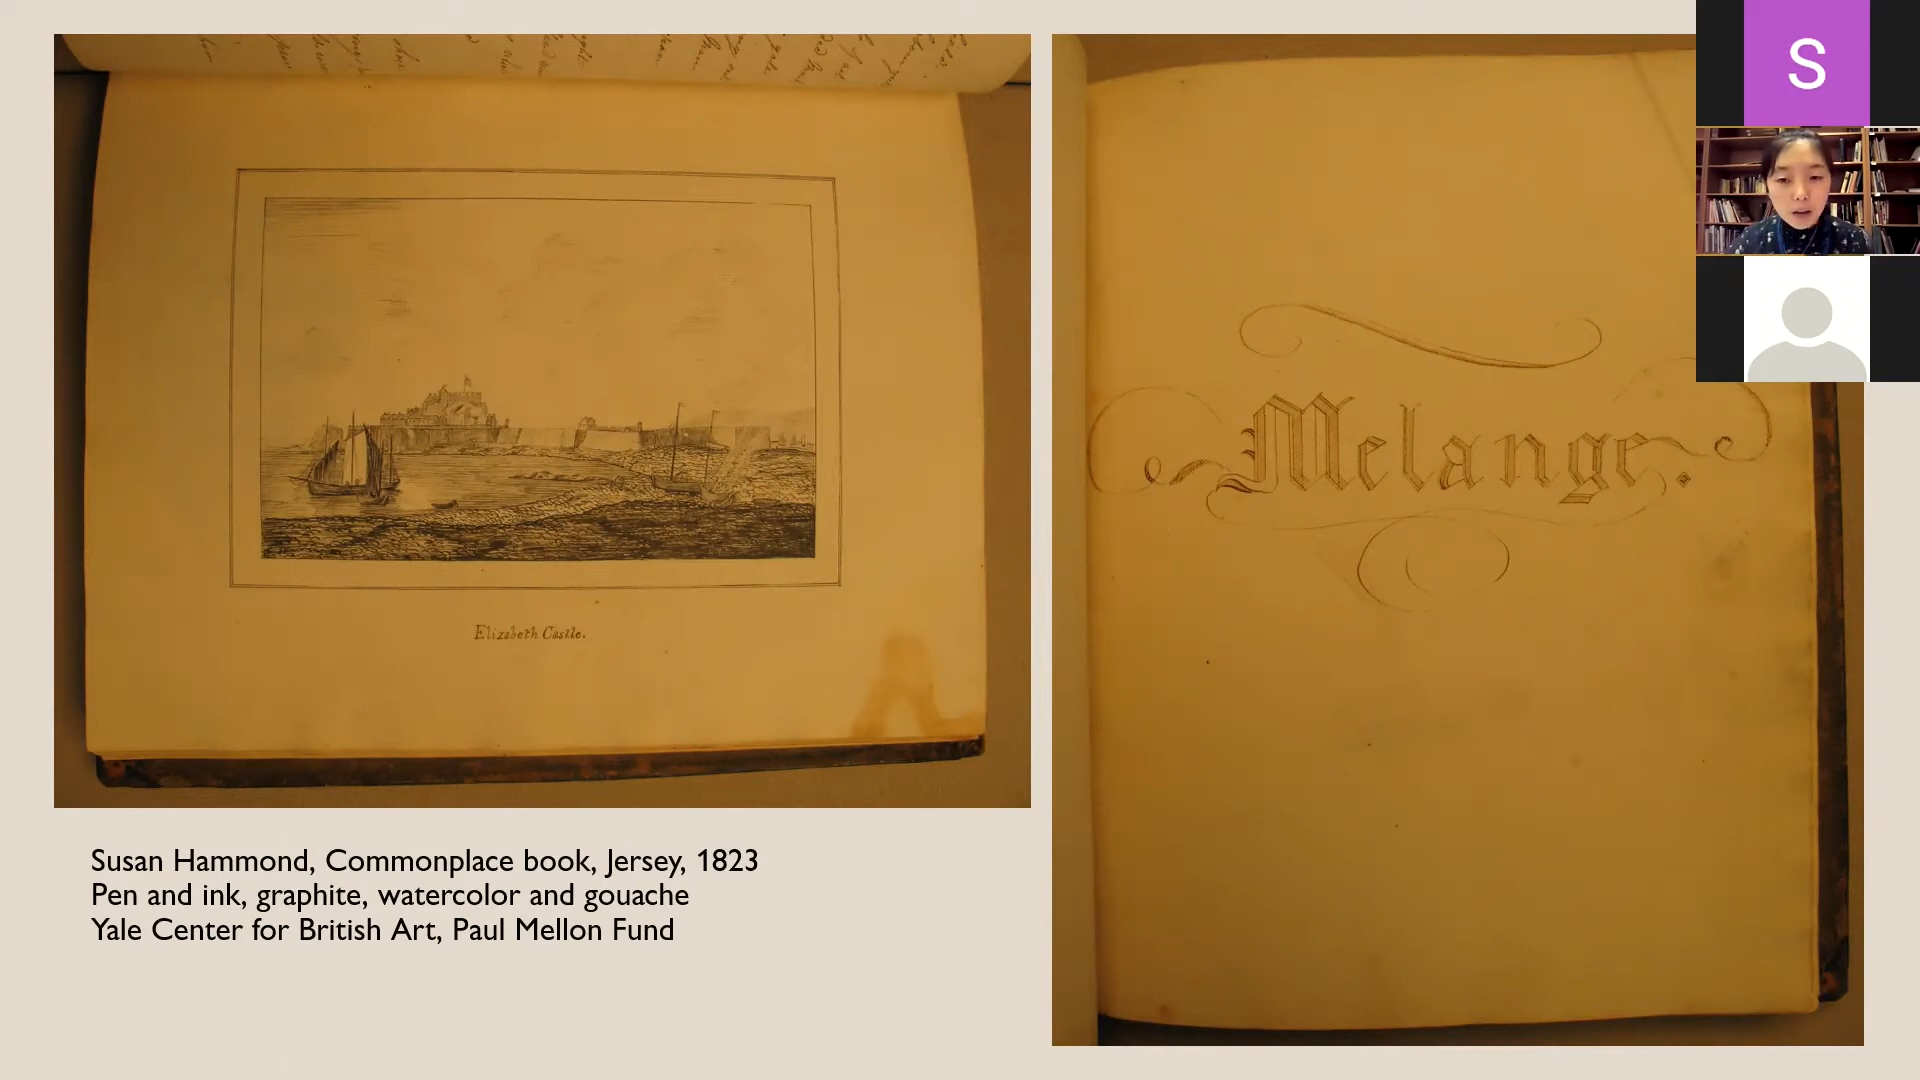 Elizabeth Castle.
Melange.
Susan Hammond, Commonplace book, Jersey, 1823
Pen and ink, graphite, watercolor and gouache
Yale Center for British Art, Paul Mellon Fund
S